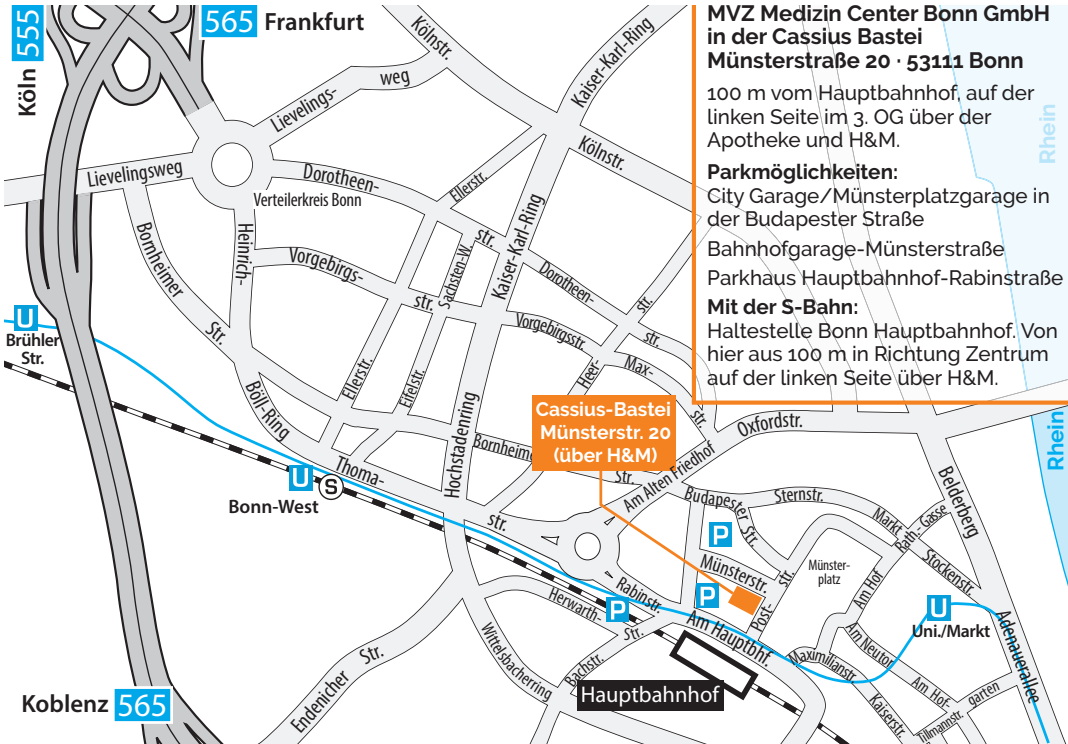 555
Köln
565 Frankfurt
Kölnstr.
Kaiser-Karl-Ring
Lievelings-
weg
Kölnstr.
Lievelingsweg
Dorotheen-
str.
Verteilerkreis Bonn
Ellerstr.
Kaiser-Karl-Ring
Bornheimer
Str.
Heinrich-
Böll-Ring
Vorgebirgs-
str.
Sachsten-W.
Dorotheen-
str.
Vorgebirgsstr.
str.
Heer-
Max-
str.
U
Brühler
Str.
Ellerstr.
Eifelstr.
Hochstadenring
Bornheimer
Str.
Thoma-
str.
U
S
Bonn-West
Cassius-Bastei
Münsterstr. 20
(über H&M)
Am Alten Friedhof
Oxfordstr.
Budapester
Str.
Sternstr.
Markt
Rath.-Gasse
Stockenstr.
Belderberg
Adenauerallee
P
Münsterstr.
Münster-
platz
Post-
str.
Am Hof
P
P
Rabinstr.
Am Hauptbhf.
U
Uni./Markt
Herwarth-
Str.
Bachstr.
Wittelsbacherring
Endenicher Str.
Hauptbahnhof
Maximilianstr.
Kaiserstr.
Am Neutor
Am Hof-
garten
Tillmannstr.
Koblenz 565
MVZ Medizin Center Bonn GmbH
in der Cassius Bastei
Münsterstraße 20 · 53111 Bonn
100 m vom Hauptbahnhof, auf der
linken Seite im 3. OG über der
Apotheke und H&M.
Parkmöglichkeiten:
City Garage/Münsterplatzgarage in
der Budapester Straße
Bahnhofgarage-Münsterstraße
Parkhaus Hauptbahnhof-Rabinstraße
Mit der S-Bahn:
Haltestelle Bonn Hauptbahnhof. Von
hier aus 100 m in Richtung Zentrum
auf der linken Seite über H&M.
Rhein
Rhein